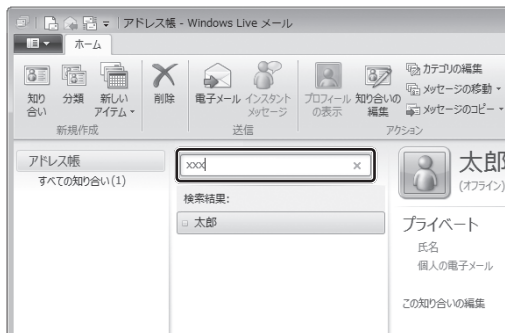 アドレス帳 - Windows Live メール
ホーム
知り合い
分類
新しいアイテム
削除
電子メール
インスタント メッセージ
プロフィールの表示
知り合いの編集
カテゴリの編集
メッセージの移動
メッセージのコピー
新規作成
送信
アクション
アドレス帳
すべての知り合い(1)
xxx
検索結果:
太郎
太郎
(オフライン)
プライベート
氏名
個人の電子メール
この知り合いの編集